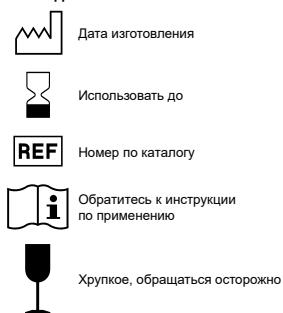 Дата изготовления
Использовать до
REF Номер по каталогу
i Обратитесь к инструкции
по применению
Хрупкое, обращаться осторожно